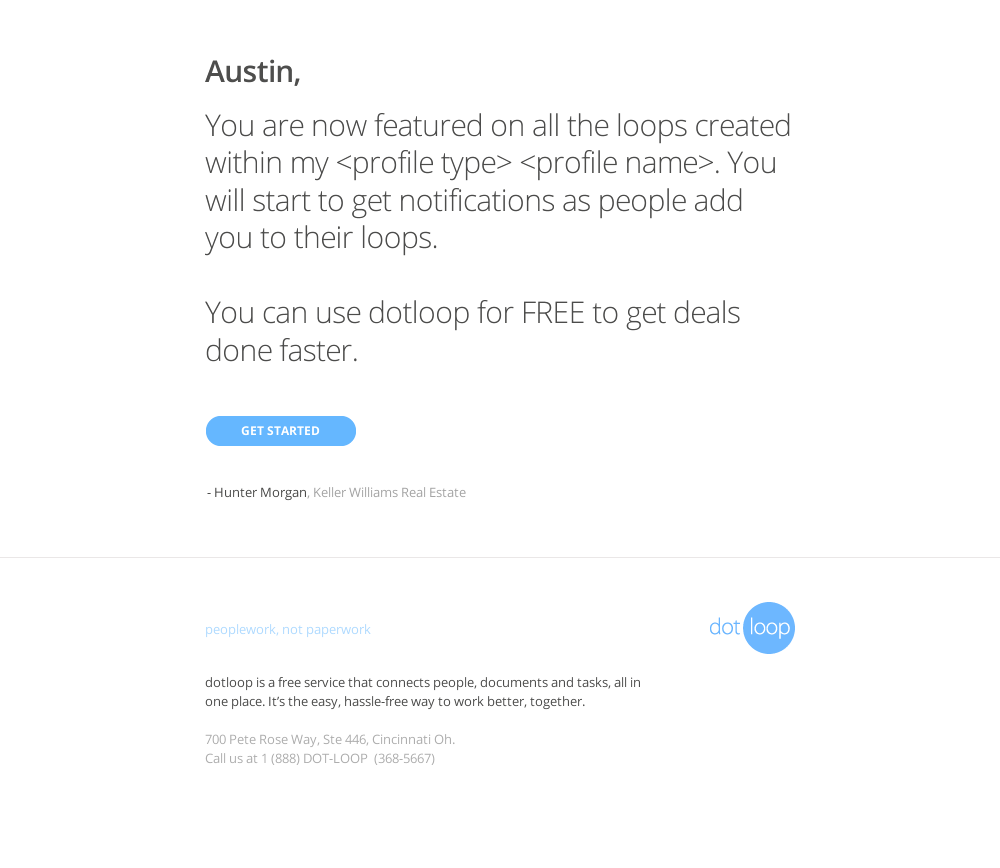 Austin,
You are now featured on all the loops created
within my <profile type> <profile name>. You
will start to get notifications as people add
you to their loops.
You can use dotloop for FREE to get deals
done faster.
GET STARTED
- Hunter Morgan, Keller Williams Real Estate
peoplework, not paperwork
dot loop
dotloop is a free service that connects people, documents and tasks, all in
one place. It’s the easy, hassle-free way to work better, together.
700 Pete Rose Way, Ste 446, Cincinnati Oh.
Call us at 1 (888) DOT-LOOP  (368-5667)